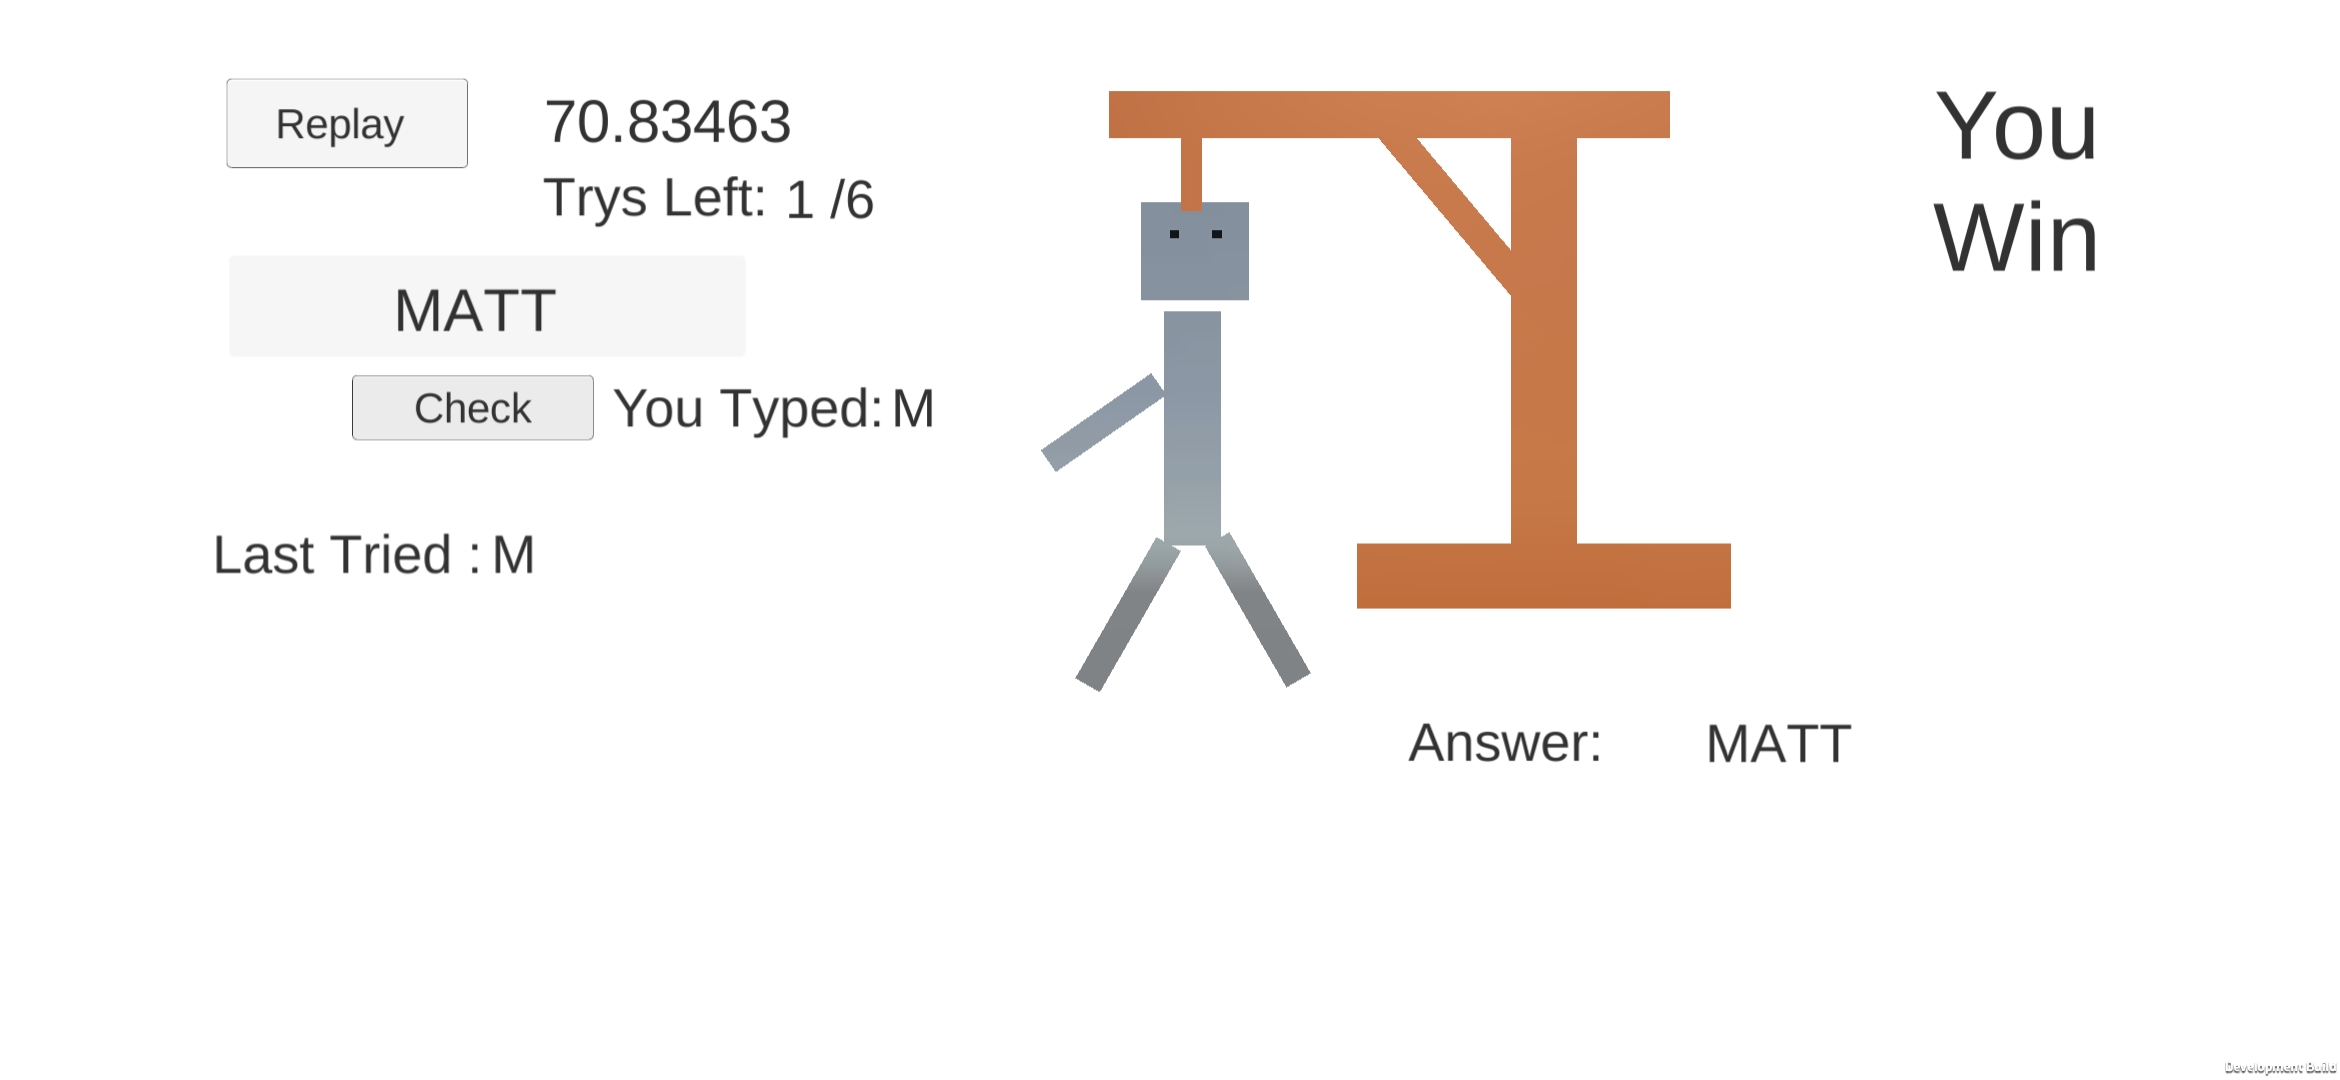 Replay
70.83463
Trys Left: 1 /6
MATT
Check
You Typed: M
Last Tried : M
You
Win
Answer: MATT
Development Build